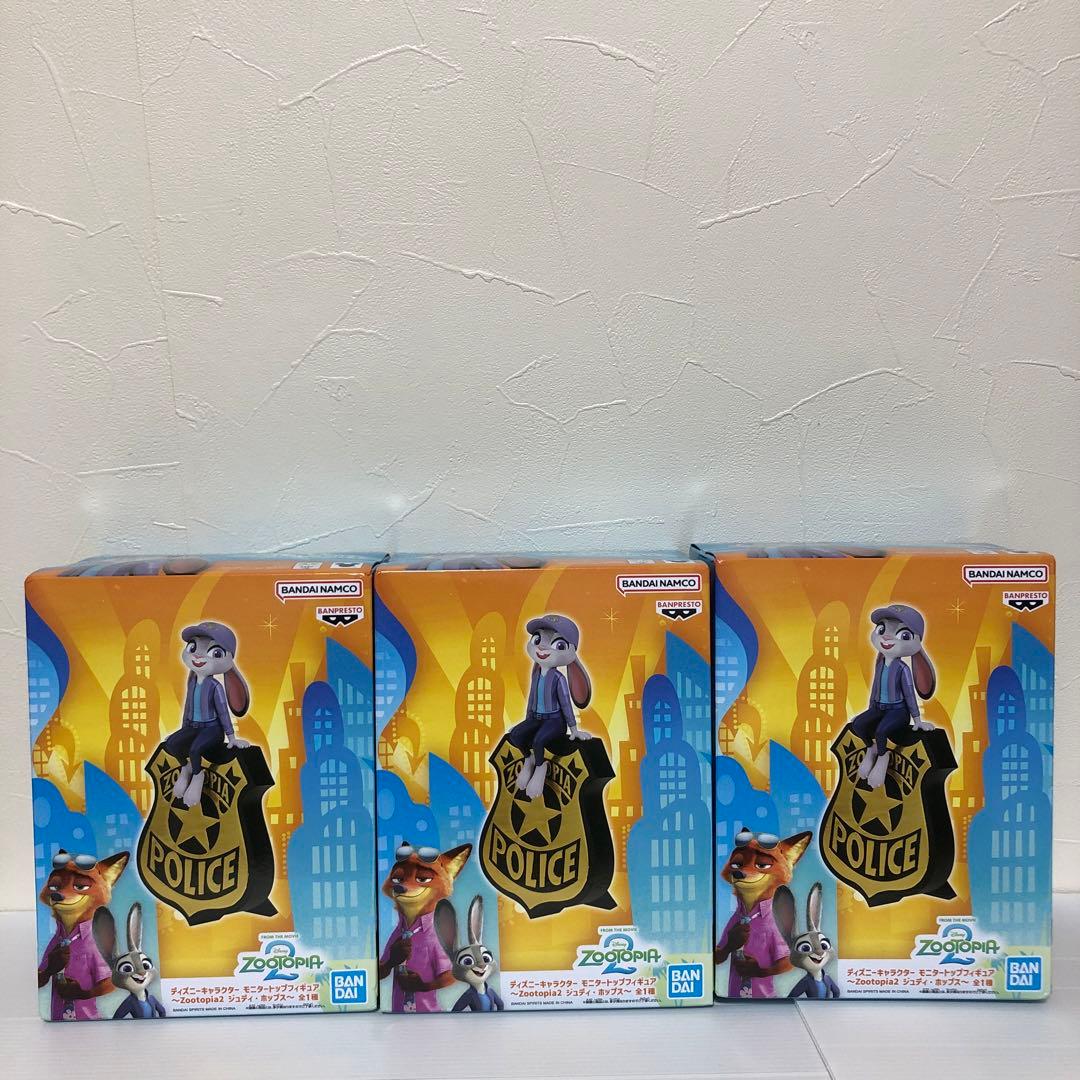 BANDAI NAMCO
BANPRESTO
ZOOTOPIA
POLICE
FROM THE MOVIE
Disney
ZOOTOPIA
2
ディズニーキャラクター モニタートップフィギュア
～Zootopia2 ジュディ・ホップス～ 全1種
BANDAI SPIRITS MADE IN CHINA
BAN
DAI
BANDAI NAMCO
BANPRESTO
ZOOTOPIA
POLICE
FROM THE MOVIE
Disney
ZOOTOPIA
2
ディズニーキャラクター モニタートップフィギュア
～Zootopia2 ジュディ・ホップス～ 全1種
BANDAI SPIRITS MADE IN CHINA
BAN
DAI
BANDAI NAMCO
BANPRESTO
ZOOTOPIA
POLICE
FROM THE MOVIE
Disney
ZOOTOPIA
2
ディズニーキャラクター モニタートップフィギュア
～Zootopia2 ジュディ・ホップス～ 全1種
BANDAI SPIRITS MADE IN CHINA
BAN
DAI